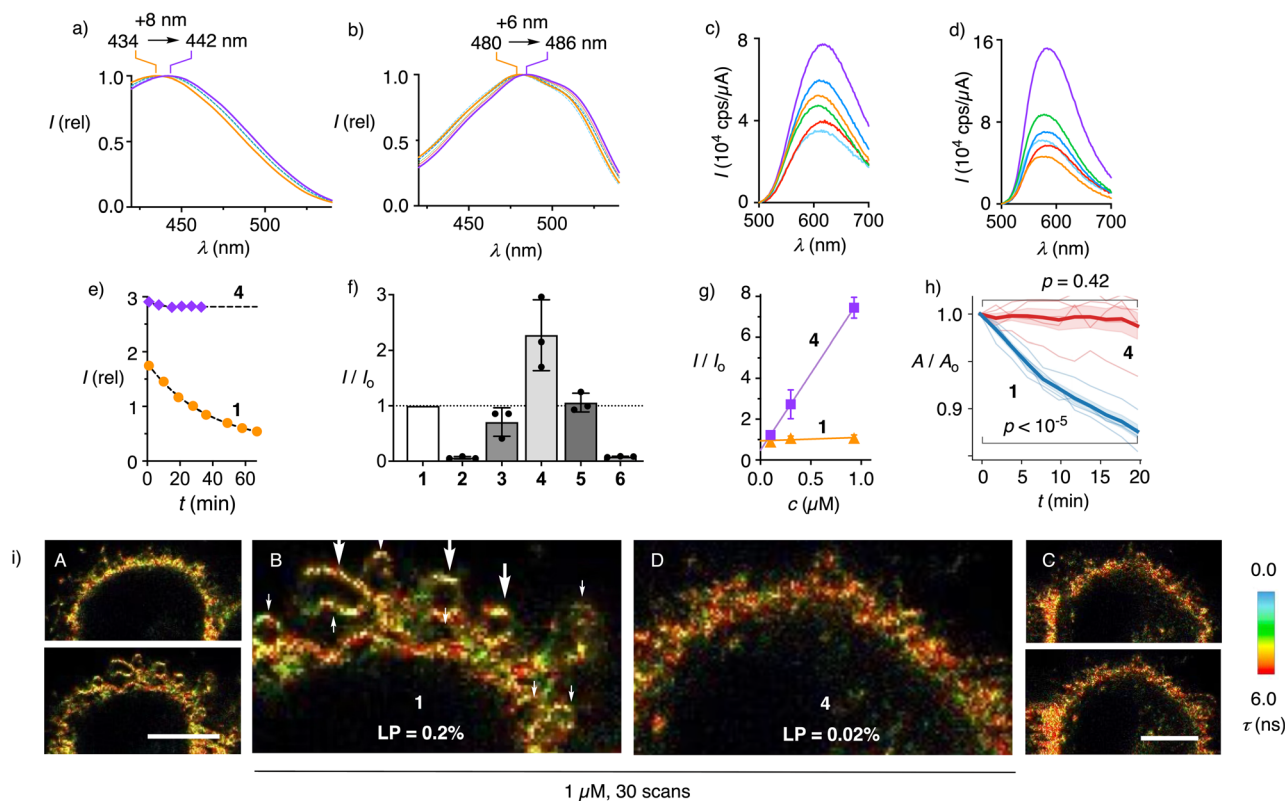 a)
+8 nm
434 → 442 nm
1.0
0.5
0.0
I (rel)
450
500
λ (nm)
b)
+6 nm
480 → 486 nm
1.0
0.5
0.0
I (rel)
450
500
λ (nm)
c)
8
4
0
I (10⁴ cps/μA)
500
600
700
λ (nm)
d)
16
8
0
I (10⁴ cps/μA)
500
600
700
λ (nm)
e)
3
2
1
0
I (rel)
4
1
0
20
40
60
t (min)
f)
3
2
1
0
I / Iₒ
1
2
3
4
5
6
g)
8
6
4
2
0
I / Iₒ
4
1
0.0
0.5
1.0
c (μM)
h)
p = 0.42
1.0
0.9
A / Aₒ
4
1
p < 10⁻⁵
0
5
10
15
20
t (min)
i)
A
B
1
LP = 0.2%
D
4
LP = 0.02%
C
0.0
6.0
τ (ns)
1 μM, 30 scans